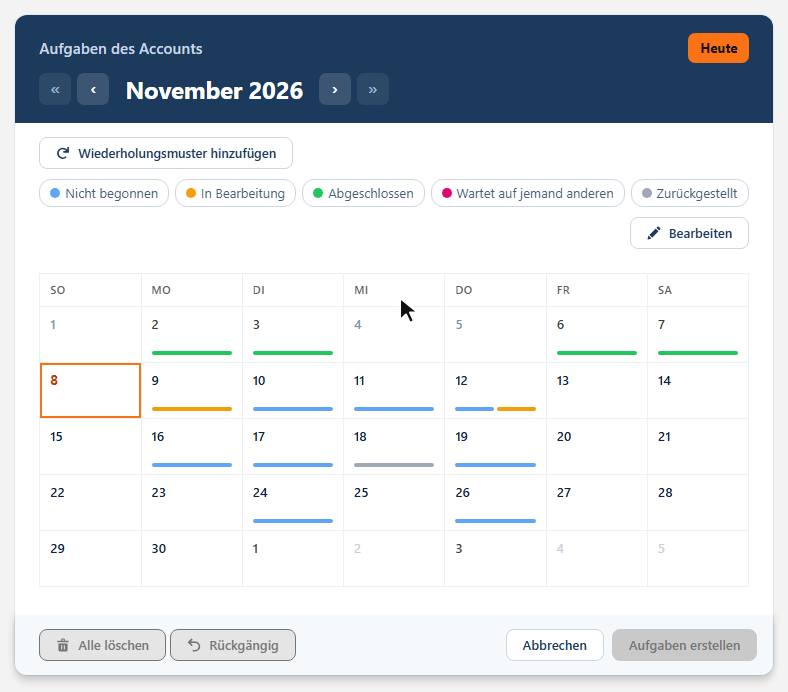 Aufgaben des Accounts
Heute
« ‹ November 2026 › »
Wiederholungsmuster hinzufügen
Nicht begonnen In Bearbeitung Abgeschlossen Wartet auf jemand anderen Zurückgestellt
Bearbeiten
SO MO DI MI DO FR SA
1 2 3 4 5 6 7
8 9 10 11 12 13 14
15 16 17 18 19 20 21
22 23 24 25 26 27 28
29 30 1 2 3 4 5
Alle löschen Rückgängig Abbrechen Aufgaben erstellen